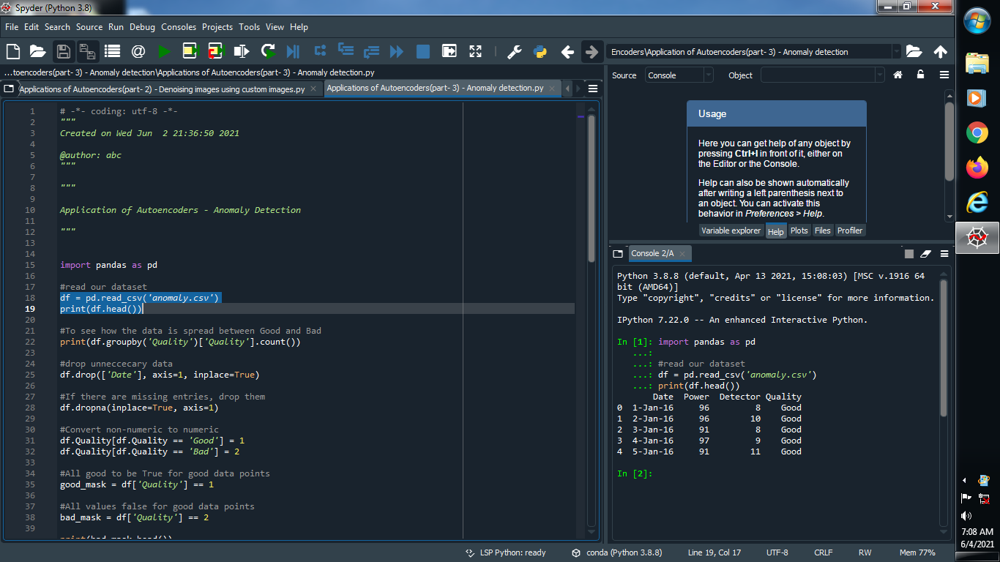 Spyder (Python 3.8)
File Edit Search Source Run Debug Consoles Projects Tools View Help
Encoders\Application of Autoencoders(part- 3) - Anomaly detection
...toencoders(part- 3) - Anomaly detection\Applications of Autoencoders(part- 3) - Anomaly detection.py
Applications of Autoencoders(part- 2) - Denoising images using custom images.py
Applications of Autoencoders(part- 3) - Anomaly detection.py
1 # -*- coding: utf-8 -*-
2 """
3 Created on Wed Jun  2 21:36:50 2021
4
5 @author: abc
6 """
7
8 """
9
10 Application of Autoencoders - Anomaly Detection
11
12 """
13
14
15 import pandas as pd
16
17 #read our dataset
18 df = pd.read_csv('anomaly.csv')
19 print(df.head())
20
21 #To see how the data is spread between Good and Bad
22 print(df.groupby('Quality')['Quality'].count())
23
24 #drop unneccecary data
25 df.drop(['Date'], axis=1, inplace=True)
26
27 #If there are missing entries, drop them
28 df.dropna(inplace=True, axis=1)
29
30 #Convert non-numeric to numeric
31 df.Quality[df.Quality == 'Good'] = 1
32 df.Quality[df.Quality == 'Bad'] = 2
33
34 #All good to be True for good data points
35 good_mask = df['Quality'] == 1
36
37 #All values false for good data points
38 bad_mask = df['Quality'] == 2
39
print(bad_mask.head())
Source Console Object
Usage
Here you can get help of any object by
pressing Ctrl+I in front of it, either on
the Editor or the Console.
Help can also be shown automatically
after writing a left parenthesis next to
an object. You can activate this
behavior in Preferences > Help.
Variable explorer Help Plots Files Profiler
Console 2/A
Python 3.8.8 (default, Apr 13 2021, 15:08:03) [MSC v.1916 64
bit (AMD64)]
Type "copyright", "credits" or "license" for more information.
IPython 7.22.0 -- An enhanced Interactive Python.
In [1]: import pandas as pd
...:
...: #read our dataset
...: df = pd.read_csv('anomaly.csv')
...: print(df.head())
Date Power Detector Quality
0 1-Jan-16 96 8 Good
1 2-Jan-16 96 10 Good
2 3-Jan-16 91 8 Good
3 4-Jan-16 97 9 Good
4 5-Jan-16 91 11 Good
In [2]:
LSP Python: ready conda (Python 3.8.8) Line 19, Col 17 UTF-8 CRLF RW Mem 77%
7:08 AM
6/4/2021